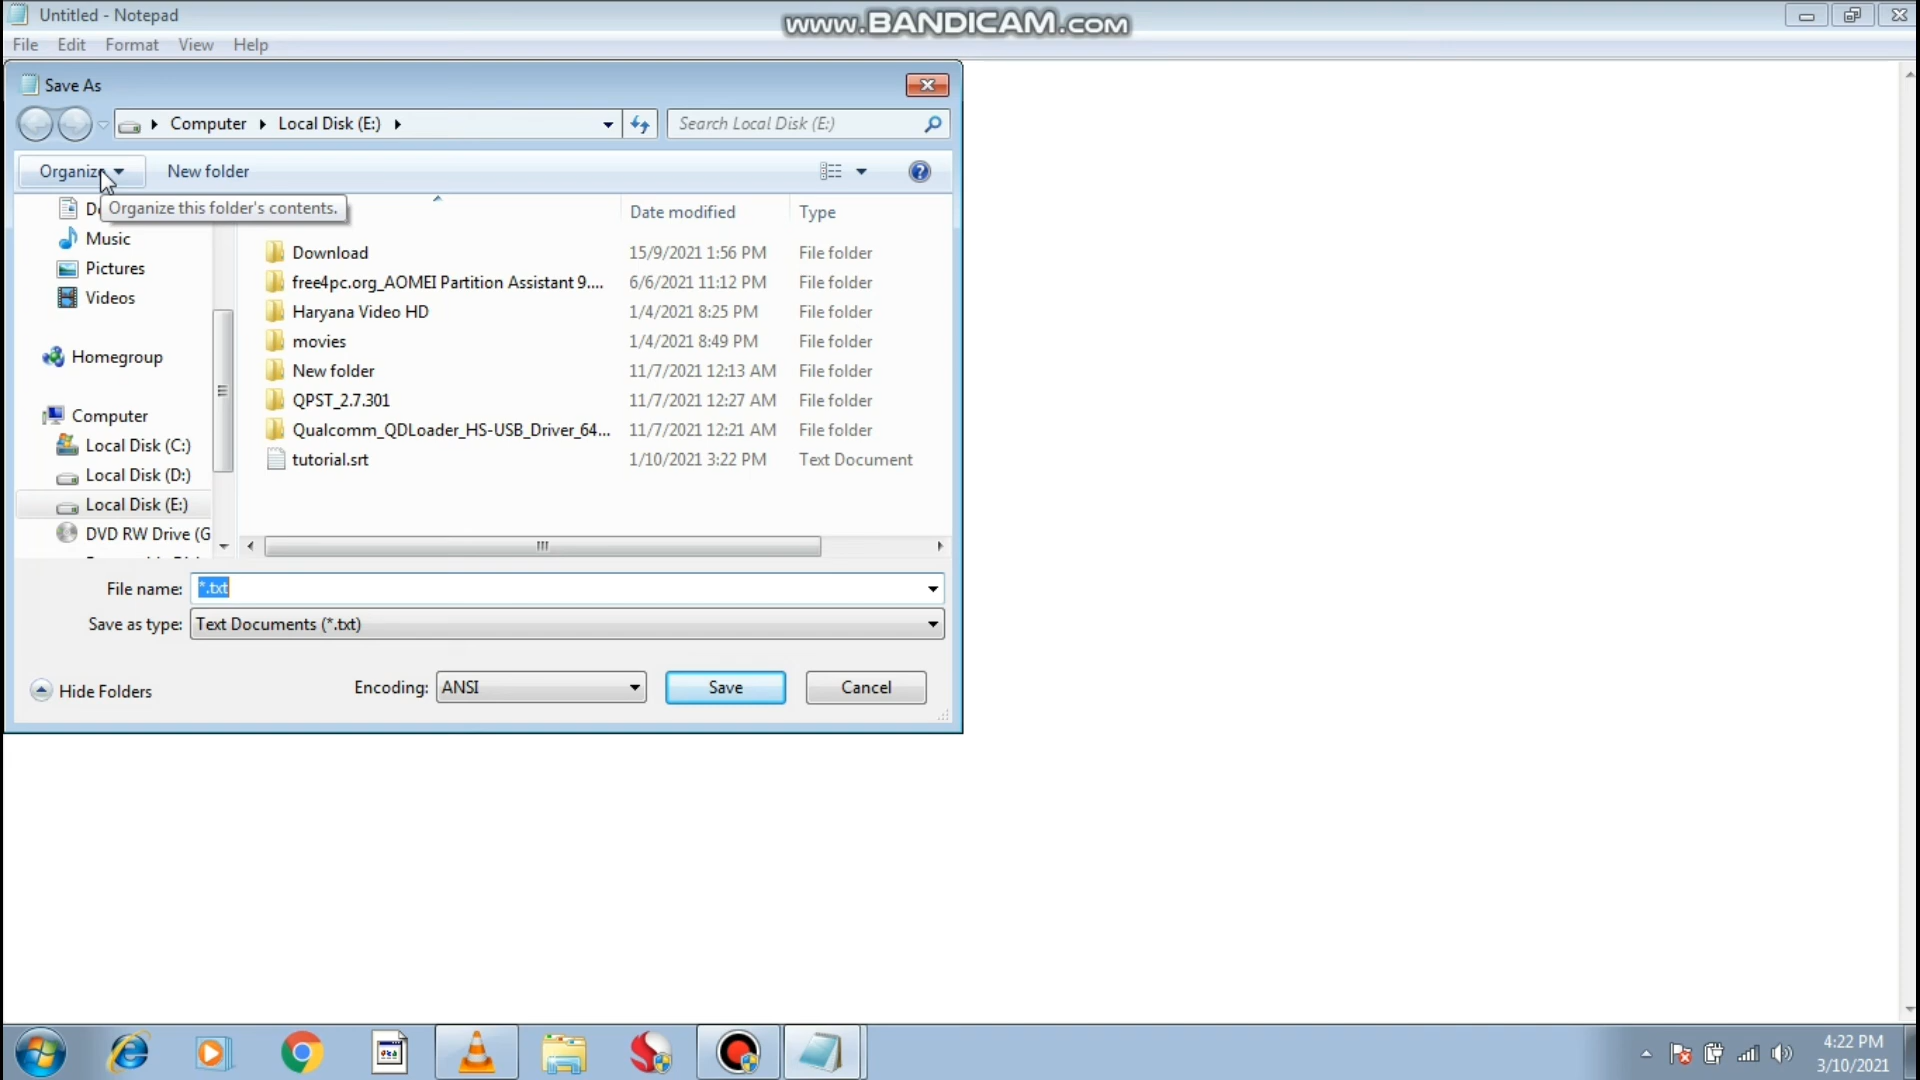 Untitled - Notepad
www.BANDICAM.com
File Edit Format View Help
Save As
Computer Local Disk (E:)
Search Local Disk (E:)
Organize New folder
Organize this folder's contents.
Date modified Type
Music
Pictures
Videos
Homegroup
Computer
Local Disk (C:)
Local Disk (D:)
Local Disk (E:)
DVD RW Drive (G
Download 15/9/2021 1:56 PM File folder
free4pc.org_AOMEI Partition Assistant 9.... 6/6/2021 11:12 PM File folder
Haryana Video HD 1/4/2021 8:25 PM File folder
movies 1/4/2021 8:49 PM File folder
New folder 11/7/2021 12:13 AM File folder
QPST_2.7.301 11/7/2021 12:27 AM File folder
Qualcomm_QDLoader_HS-USB_Driver_64... 11/7/2021 12:21 AM File folder
tutorial.srt 1/10/2021 3:22 PM Text Document
File name: *.txt
Save as type: Text Documents (*.txt)
Hide Folders
Encoding: ANSI
Save Cancel
4:22 PM
3/10/2021